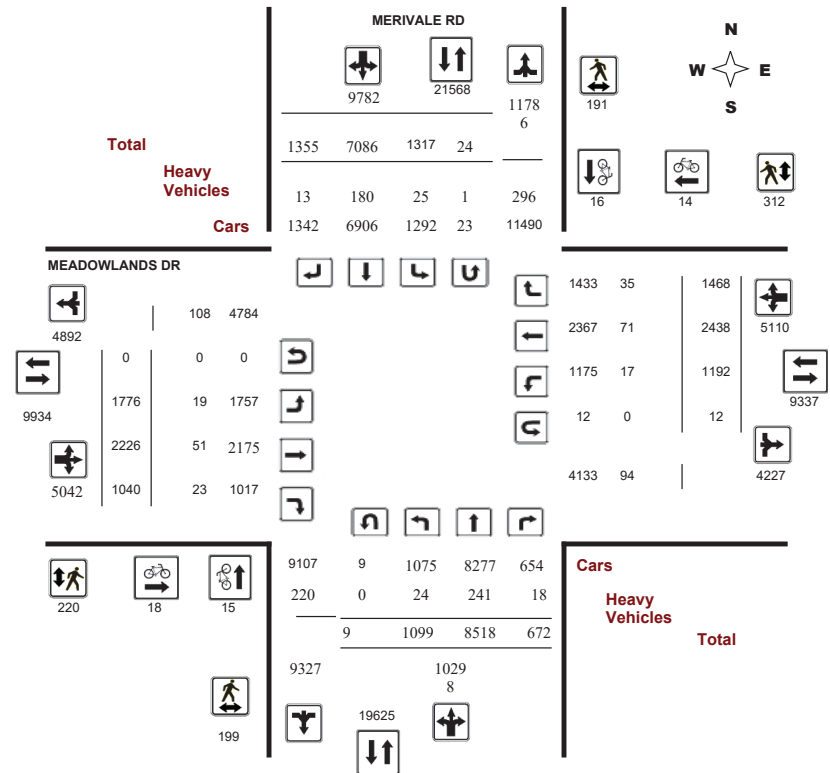 MERIVALE RD
N
W E
S
9782
21568
1178
6
191
Total
1355 7086 1317 24
Heavy
Vehicles
13 180 25 1 296
16 14 312
Cars
1342 6906 1292 23 11490
MEADOWLANDS DR
4892
108 4784
1433 35 1468
5110
2367 71 2438
9934
0 0 0
1175 17 1192
9337
1776 19 1757
12 0 12
2226 51 2175
4227
4133 94
5042
1040 23 1017
9107 9 1075 8277 654
Cars
220 0 24 241 18
Heavy
Vehicles
220 18 15
9 1099 8518 672
Total
9327
1029
8
19625
199